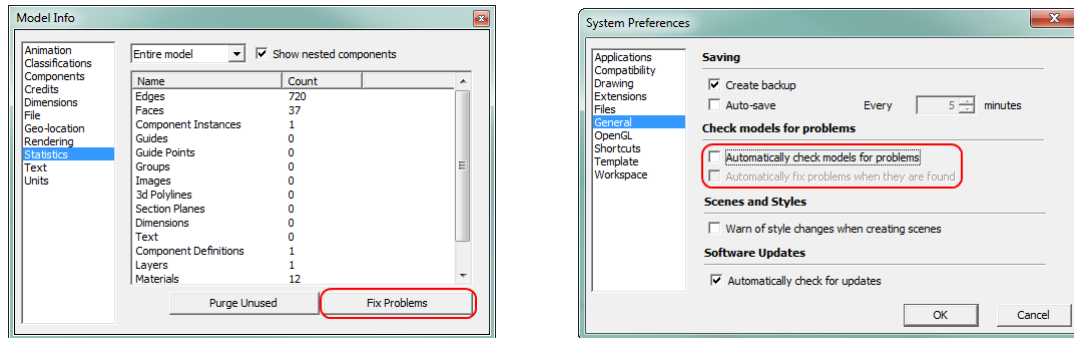 Model Info
Animation
Classifications
Components
Credits
Dimensions
File
Geo-location
Rendering
Statistics
Text
Units
Entire model
Show nested components
Name Count
Edges 720
Faces 37
Component Instances 1
Guides 0
Guide Points 0
Groups 0
Images 0
3d Polylines 0
Section Planes 0
Dimensions 0
Text 0
Component Definitions 1
Layers 1
Materials 12
Purge Unused Fix Problems
System Preferences
Applications
Compatibility
Drawing
Extensions
Files
General
OpenGL
Shortcuts
Template
Workspace
Saving
Create backup
Auto-save Every 5 minutes
Check models for problems
Automatically check models for problems
Automatically fix problems when they are found
Scenes and Styles
Warn of style changes when creating scenes
Software Updates
Automatically check for updates
OK Cancel